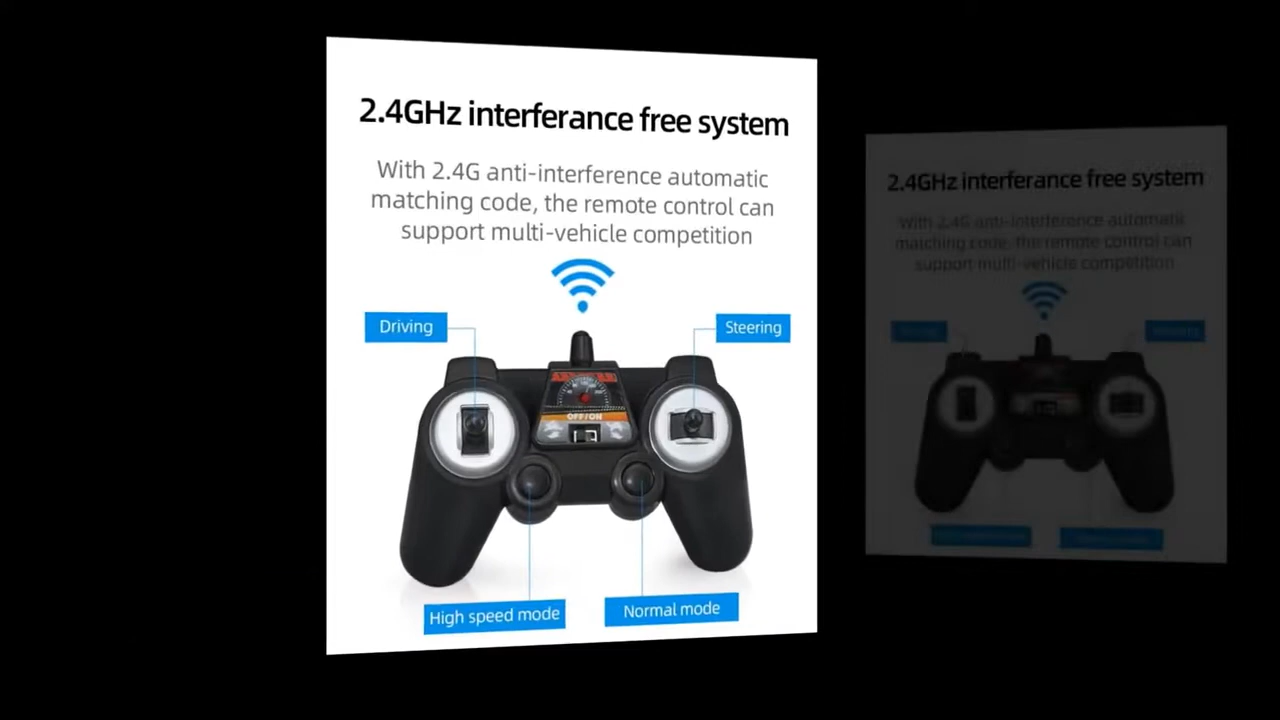 2.4GHz interferance free system
With 2.4G anti-interference automatic
matching code, the remote control can
support multi-vehicle competition
Driving
Steering
OFF/ON
High speed mode
Normal mode
2.4GHz interferance free system
With 2.4G anti-interference automatic
matching code, the remote control can
support multi-vehicle competition